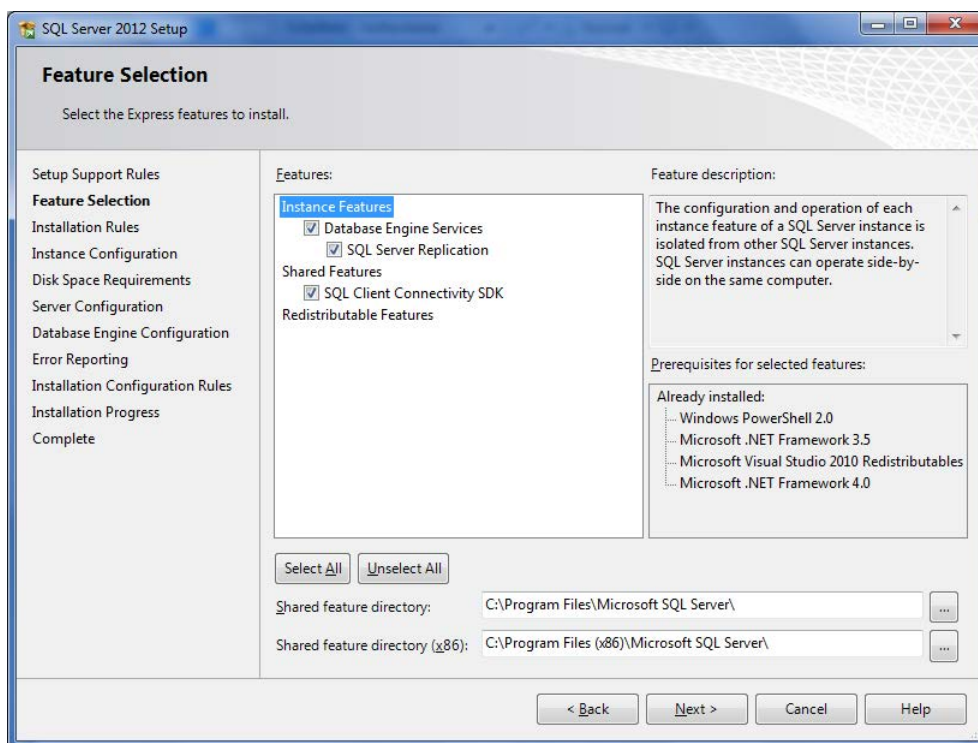 SQL Server 2012 Setup
Feature Selection
Select the Express features to install.
Setup Support Rules
Feature Selection
Installation Rules
Instance Configuration
Disk Space Requirements
Server Configuration
Database Engine Configuration
Error Reporting
Installation Configuration Rules
Installation Progress
Complete
Features:
Instance Features
Database Engine Services
SQL Server Replication
Shared Features
SQL Client Connectivity SDK
Redistributable Features
Feature description:
The configuration and operation of each
instance feature of a SQL Server instance is
isolated from other SQL Server instances.
SQL Server instances can operate side-by-
side on the same computer.
Prerequisites for selected features:
Already installed:
Windows PowerShell 2.0
Microsoft .NET Framework 3.5
Microsoft Visual Studio 2010 Redistributables
Microsoft .NET Framework 4.0
Select All
Unselect All
Shared feature directory:
C:\Program Files\Microsoft SQL Server\
...
Shared feature directory (x86):
C:\Program Files (x86)\Microsoft SQL Server\
...
< Back
Next >
Cancel
Help